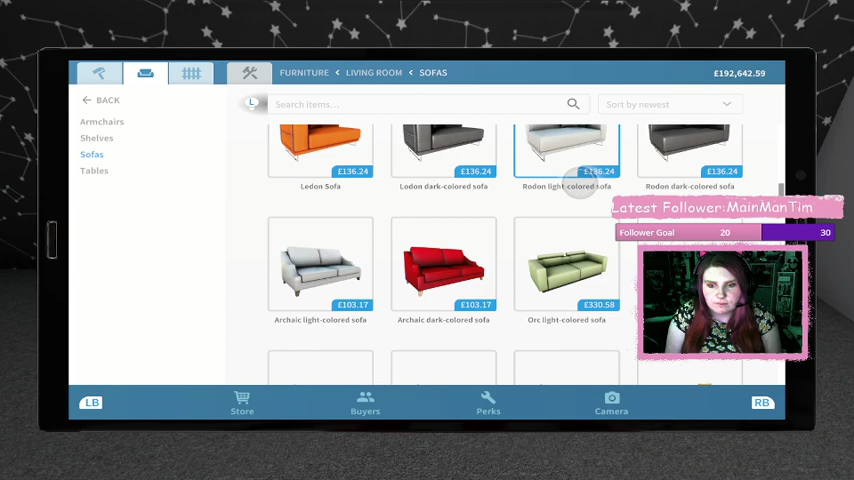 FURNITURE < LIVING ROOM < SOFAS
£192,642.59
BACK
L
Search items...
Sort by newest
Armchairs
Shelves
Sofas
Tables
£136.24
£136.24
£136.24
£136.24
Ledon Sofa
Lodon dark-colored sofa
Rodon light-colored sofa
Rodon dark-colored sofa
Latest Follower:MainManTim
Follower Goal 20 30
£103.17
£103.17
£330.58
Archaic light-colored sofa
Archaic dark-colored sofa
Orc light-colored sofa
LB
Store
Buyers
Perks
Camera
RB